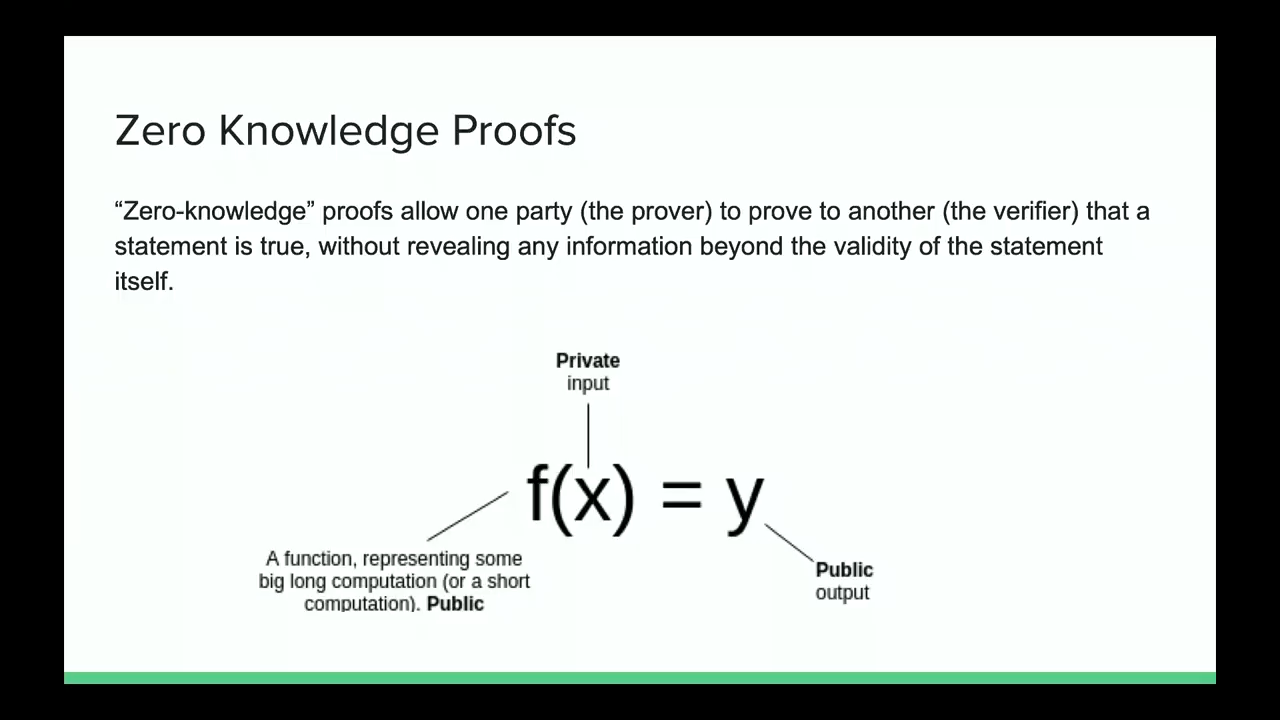 Zero Knowledge Proofs
“Zero-knowledge” proofs allow one party (the prover) to prove to another (the verifier) that a
statement is true, without revealing any information beyond the validity of the statement
itself.
Private
input
f(x) = y
A function, representing some
big long computation (or a short
computation). Public
Public
output